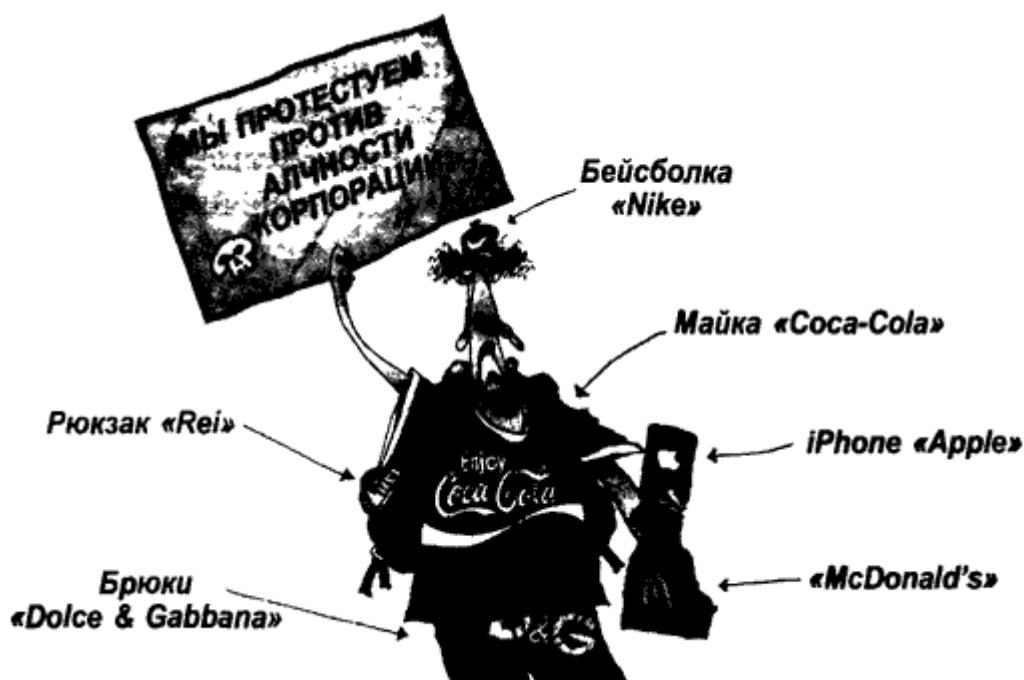 МЫ ПРОТЕСТУЕМ
ПРОТИВ
АЛЧНОСТИ
КОРПОРАЦИЙ
Бейсболка
«Nike»
Майка «Coca-Cola»
Рюкзак «Rei»
iPhone «Apple»
Enjoy
Coca Cola
«McDonald's»
Брюки
«Dolce & Gabbana»
& G